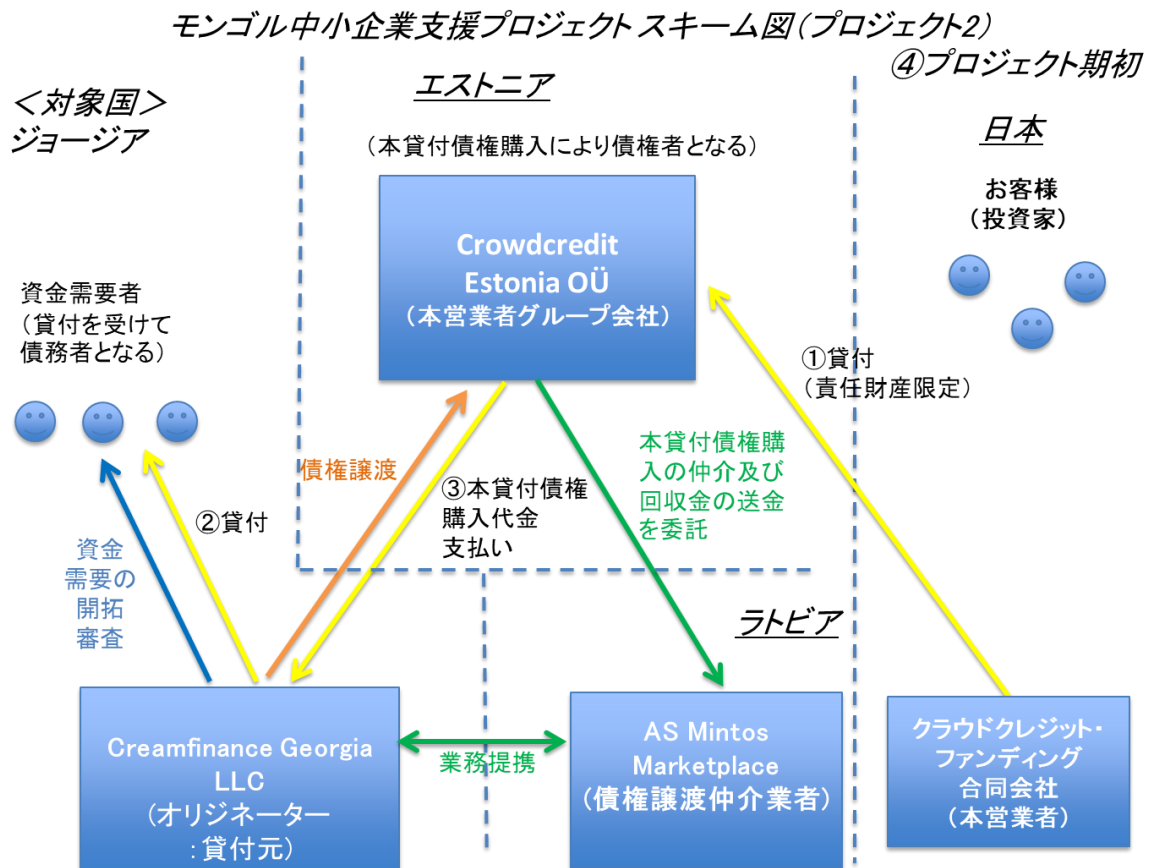 モンゴル中小企業支援プロジェクト スキーム図(プロジェクト2)
④プロジェクト期初
＜対象国＞
ジョージア
エストニア
(本貸付債権購入により債権者となる)
日本
お客様
(投資家)
Crowdcredit
Estonia OÜ
(本営業者グループ会社)
資金需要者
(貸付を受けて
債務者となる)
①貸付
(責任財産限定)
債権譲渡
③本貸付債権
購入代金
支払い
本貸付債権購
入の仲介及び
回収金の送金
を委託
②貸付
資金
需要の
開拓
審査
ラトビア
Creamfinance Georgia
LLC
(オリジネーター
:貸付元)
業務提携
AS Mintos
Marketplace
(債権譲渡仲介業者)
クラウドクレジット・
ファンディング
合同会社
(本営業者)